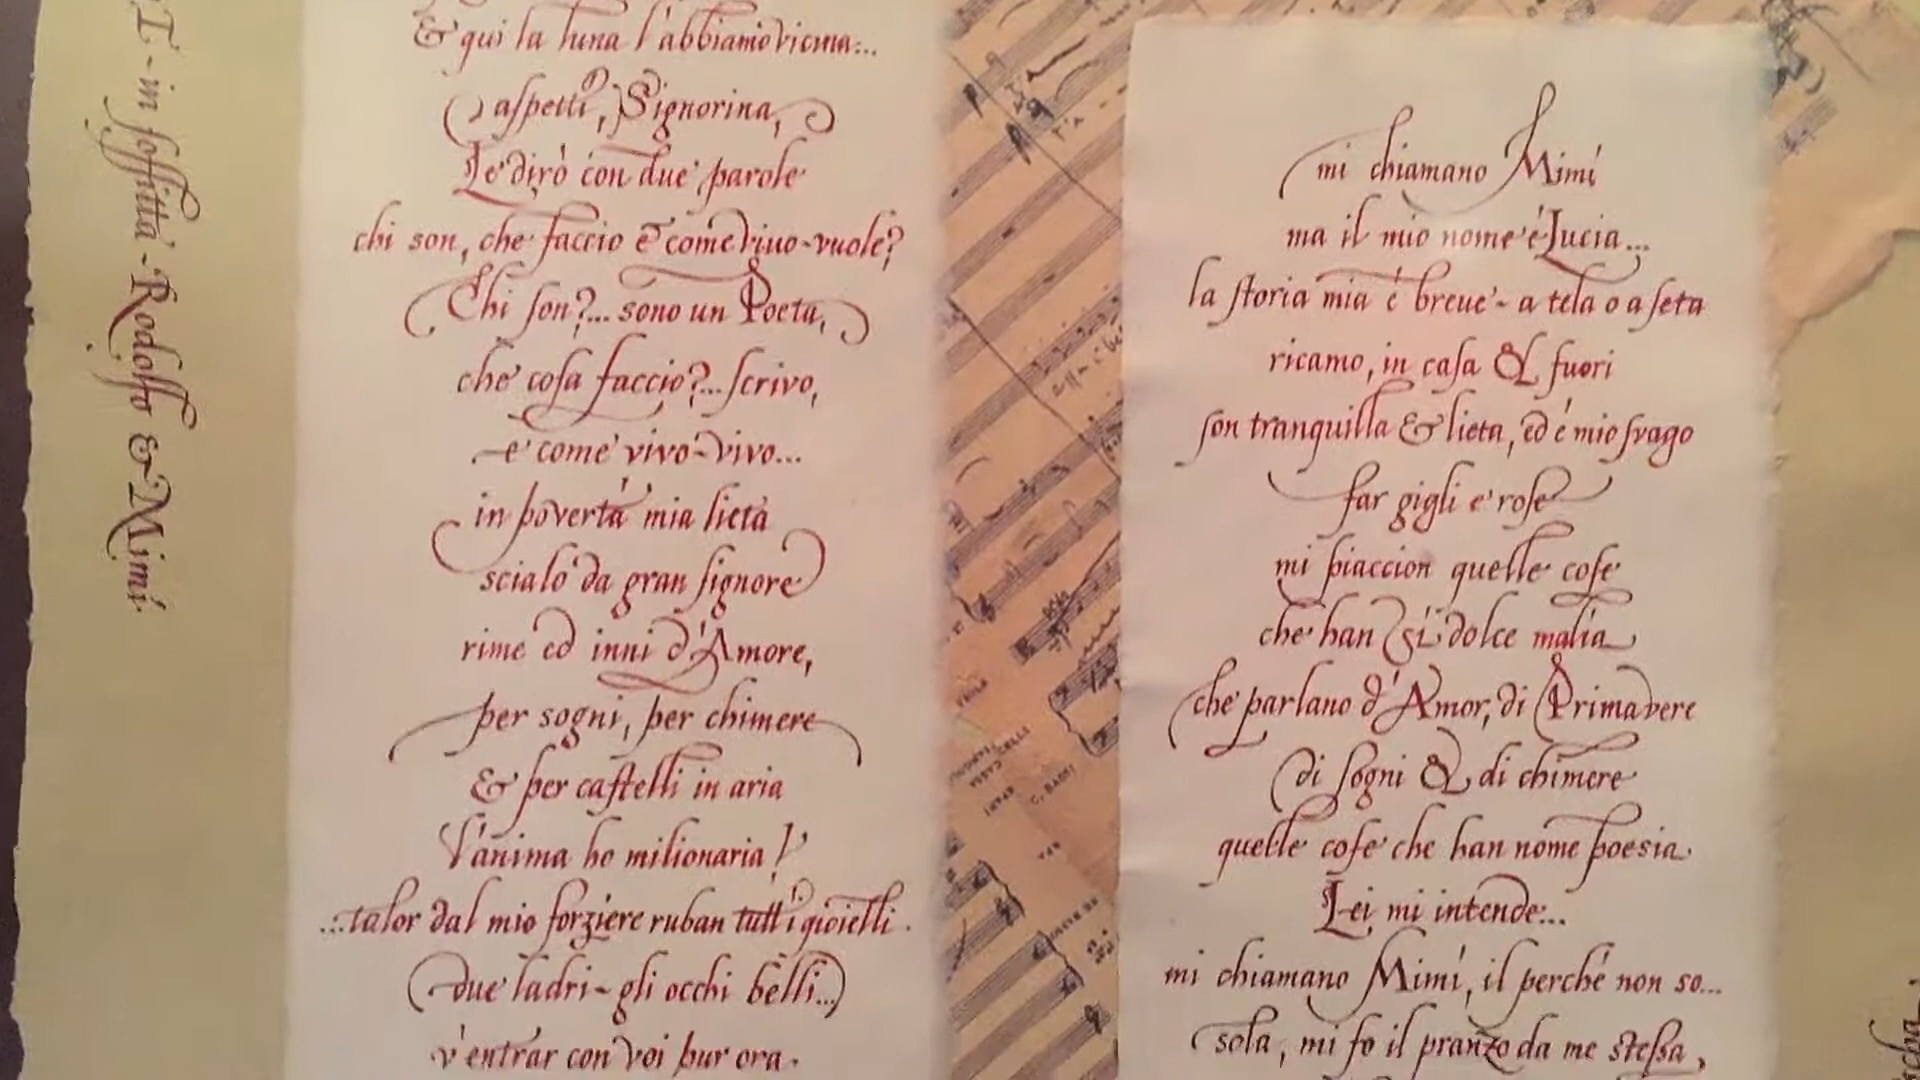 I - in soffitta - Rodolfo & Mimí
& qui la luna l'abbiamo vicina...
aspetti, Signorina,
Le dirò con due parole
chi son, che faccio e come vivo - vuole?
Chi son?... sono un Poeta,
che cosa faccio?... scrivo,
e come vivo - vivo...
in povertà mia lieta
scialo da gran signore
rime ed inni d'Amore,
per sogni, per chimere
& per castelli in aria
l'anima ho milionaria!
...talor dal mio forziere ruban tutti i gioielli
(due ladri - gli occhi belli...)
v'entrar con voi pur ora.
mi chiamano Mimí
ma il mio nome é Lucia...
la storia mia é breve - a tela o a seta
ricamo, in casa & fuori
son tranquilla & lieta, ed é mio svago
far gigli e rose
mi piaccion quelle cose
che han sí dolce malía
che parlano d'Amor, di Primavere
di sogni & di chimere
quelle cose che han nome poesia
Lei mi intende...
mi chiamano Mimí, il perché non so...
sola, mi fo il pranzo da me stessa,